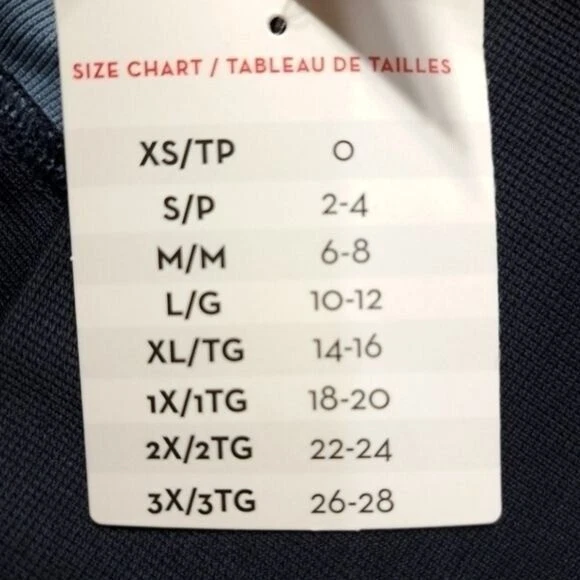 SIZE CHART / TABLEAU DE TAILLES
XS/TP 0
S/P 2-4
M/M 6-8
L/G 10-12
XL/TG 14-16
1X/1TG 18-20
2X/2TG 22-24
3X/3TG 26-28